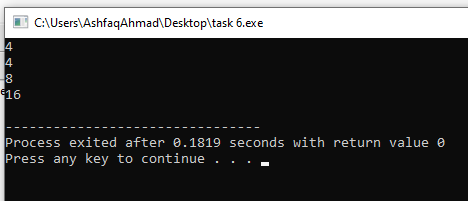 C:\Users\AshfaqAhmad\Desktop\task 6.exe
4
4
8
16
--------------------------------
Process exited after 0.1819 seconds with return value 0
Press any key to continue . . .